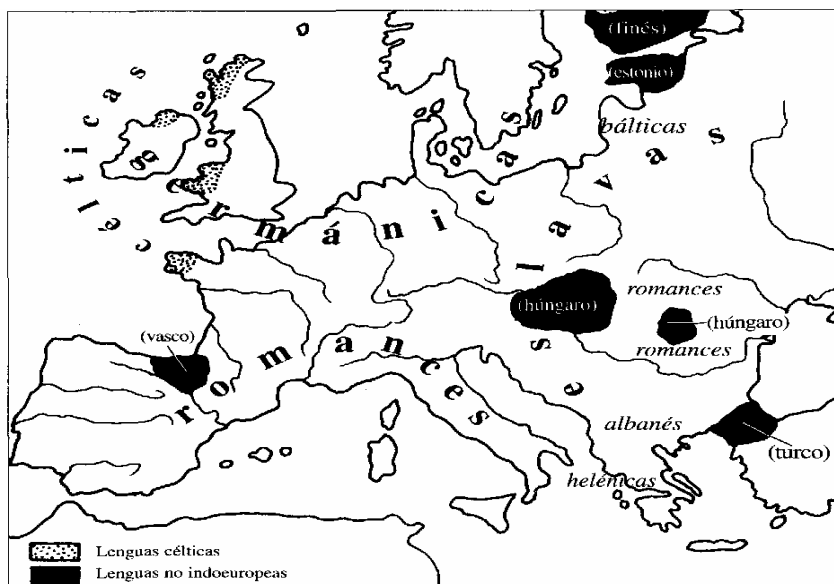 (finés)
(estonio)
bálticas
célticas
germánicas
eslavas
(húngaro)
romances
(húngaro)
romances
(vasco)
romances
albanés
(turco)
helénicas
Lenguas célticas
Lenguas no indoeuropeas